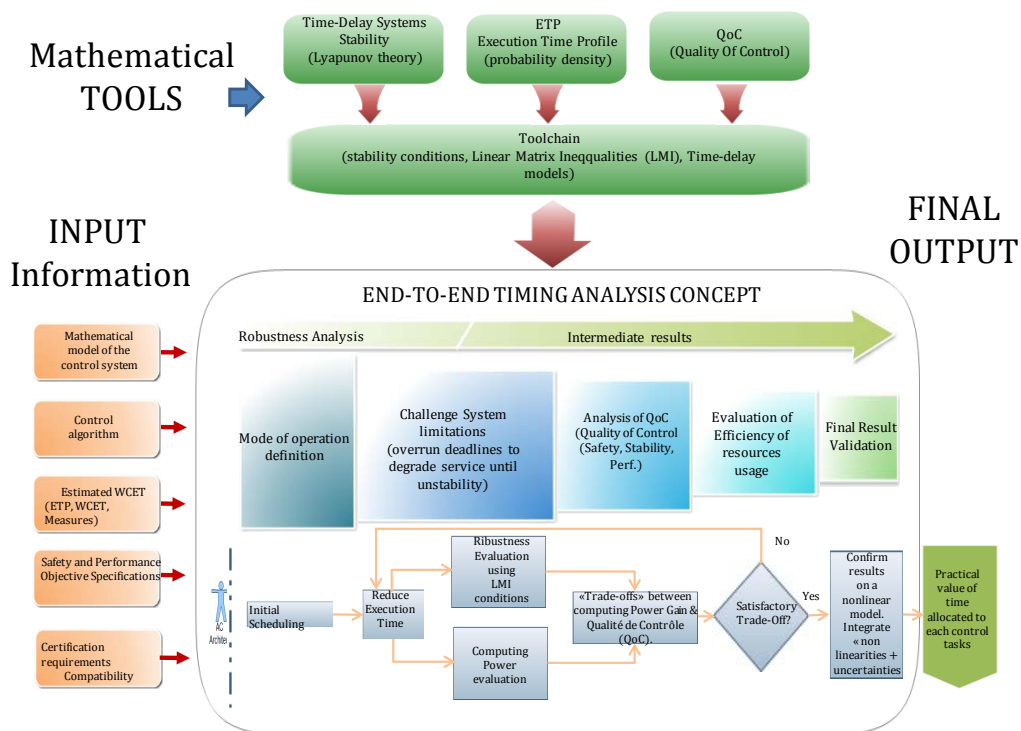 Mathematical
TOOLS
Time-Delay Systems
Stability
(Lyapunov theory)
ETP
Execution Time Profile
(probability density)
QoC
(Quality Of Control)
Toolchain
(stability conditions, Linear Matrix Ineqqualities (LMI), Time-delay
models)
INPUT
Information
FINAL
OUTPUT
Mathematical
model of the
control system
Control
algorithm
Estimated WCET
(ETP, WCET,
Measures)
Safety and Performance
Objective Specifications
Certification
requirements
Compatibility
END-TO-END TIMING ANALYSIS CONCEPT
Robustness Analysis
Intermediate results
Mode of operation
definition
Challenge System
limitations
(overrun deadlines to
degrade service until
unstability)
Analysis of QoC
(Quality of Control
(Safety, Stability,
Perf.)
Evaluation of
Efficiency of
resources
usage
Final Result
Validation
AC
Architec
Initial
Scheduling
Reduce
Execution
Time
Ribustness
Evaluation
using
LMI
conditions
Computing
Power
evaluation
«Trade-offs» between
computing Power Gain &
Qualité de Contrôle
(QoC).
Satisfactory
Trade-Off?
No
Yes
Confirm
results
on a
nonlinear
model.
Integrate
« non
linearities +
uncertainties
Practical
value of
time
allocated to
each control
tasks